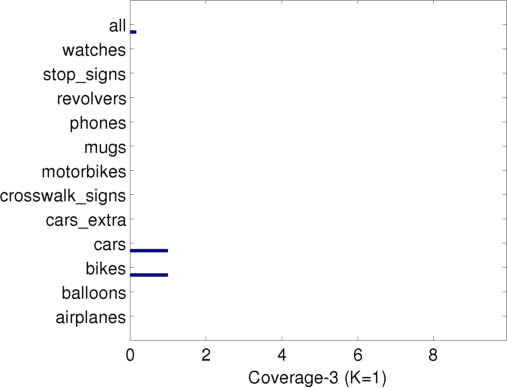 all
watches
stop_signs
revolvers
phones
mugs
motorbikes
crosswalk_signs
cars_extra
cars
bikes
balloons
airplanes
0 2 4 6 8
Coverage-3 (K=1)